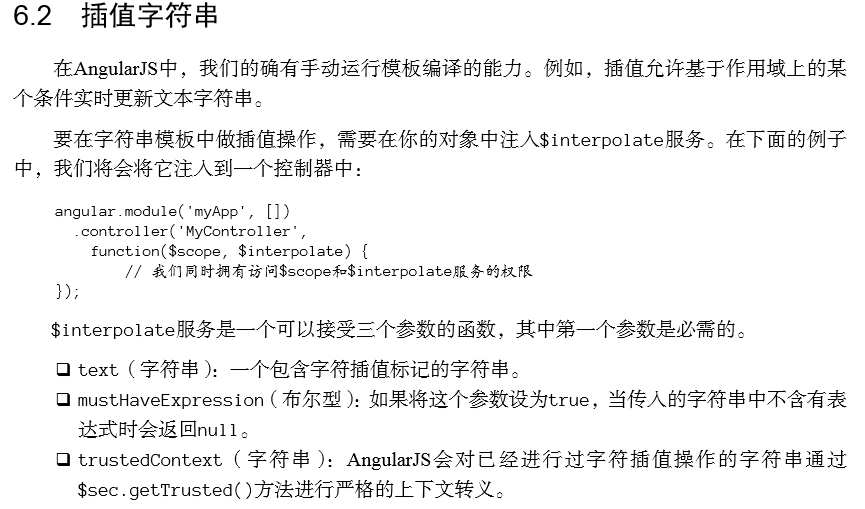 6.2 插值字符串
在AngularJS中，我们的确有手动运行模板编译的能力。例如，插值允许基于作用域上的某
个条件实时更新文本字符串。
要在字符串模板中做插值操作，需要在你的对象中注入$interpolate服务。在下面的例子
中，我们将会将它注入到一个控制器中：
angular.module('myApp', [])
.controller('MyController',
function($scope, $interpolate) {
// 我们同时拥有访问$scope和$interpolate服务的权限
});
$interpolate服务是一个可以接受三个参数的函数，其中第一个参数是必需的。
❑ text（字符串）：一个包含字符插值标记的字符串。
❑ mustHaveExpression（布尔型）：如果将这个参数设为true，当传入的字符串中不含有表
达式时会返回null。
❑ trustedContext（字符串）：AngularJS会对已经进行过字符插值操作的字符串通过
$sec.getTrusted()方法进行严格的上下文转义。